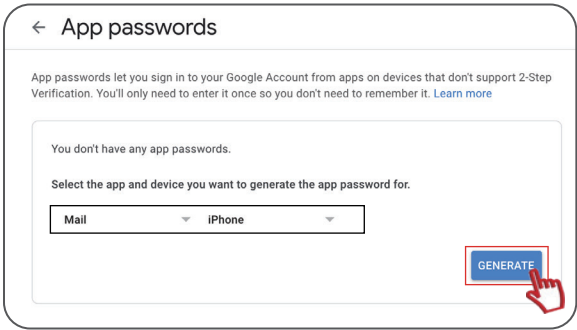 App passwords
App passwords let you sign in to your Google Account from apps on devices that don't support 2-Step
Verification. You'll only need to enter it once so you don't need to remember it. Learn more
You don't have any app passwords.
Select the app and device you want to generate the app password for.
Mail iPhone
GENERATE